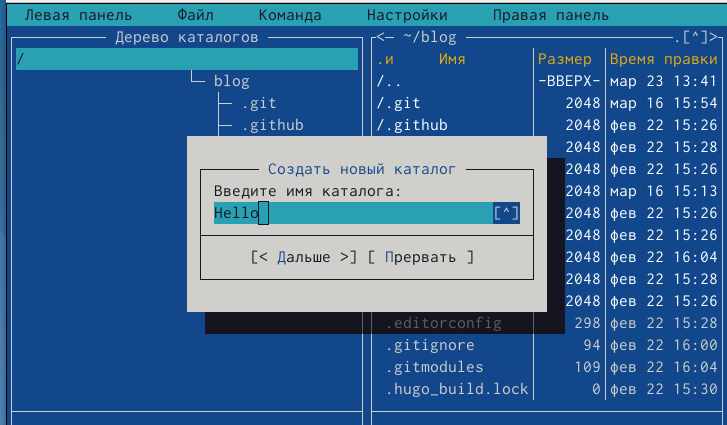 Левая панель Файл Команда Настройки Правая панель
Дерево каталогов <— ~/blog .[^]>
/ .и Имя Размер Время правки
blog /.. -ВВЕРХ- мар 23 13:41
.git /.git 2048 мар 16 15:54
.github /.github 2048 фев 22 15:26
2048 фев 22 15:28
Создать новый каталог 2048 фев 22 15:26
Введите имя каталога: 2048 мар 16 15:13
Hello [^] 2048 фев 22 15:26
2048 фев 22 15:26
[< Дальше >] [ Прервать ] 2048 фев 22 16:04
2048 фев 22 15:28
2048 фев 22 15:26
.editorconfig 298 фев 22 15:28
.gitignore 94 фев 22 16:00
.gitmodules 109 фев 22 16:04
.hugo_build.lock 0 фев 22 15:30